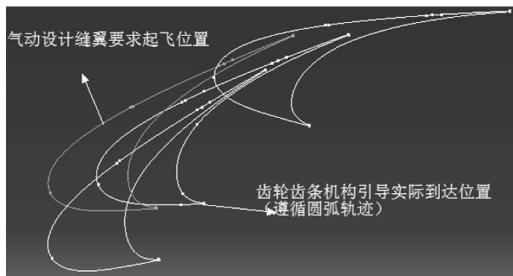 气动设计缝翼要求起飞位置
齿轮齿条机构引导实际到达位置
（遵循圆弧轨迹）